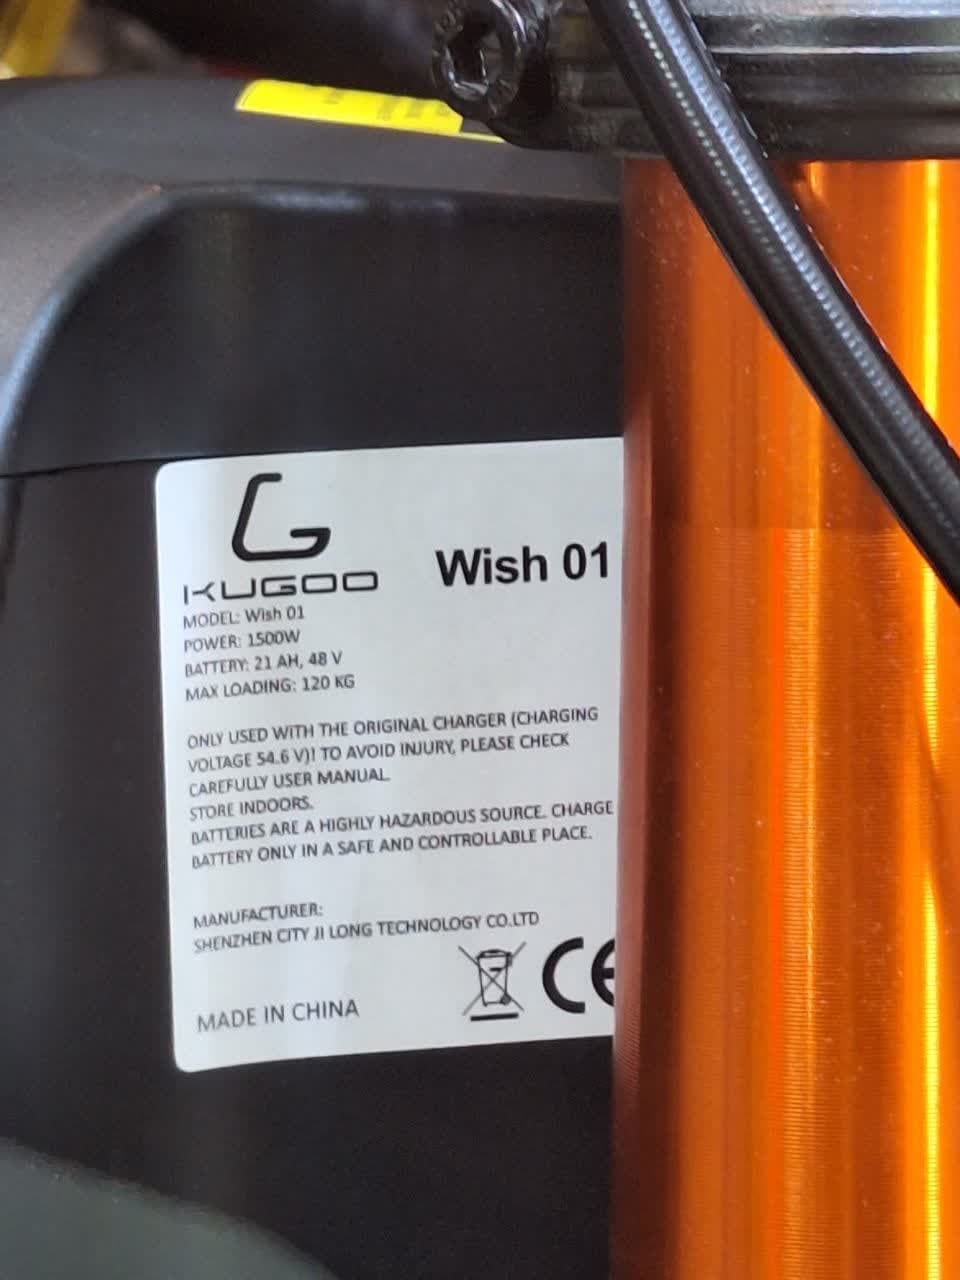 KUGOO
Wish 01
MODEL: Wish 01
POWER: 1500W
BATTERY: 21 AH, 48 V
MAX LOADING: 120 KG
ONLY USED WITH THE ORIGINAL CHARGER (CHARGING
VOLTAGE 54.6 V)! TO AVOID INJURY, PLEASE CHECK
CAREFULLY USER MANUAL.
STORE INDOORS.
BATTERIES ARE A HIGHLY HAZARDOUS SOURCE. CHARGE
BATTERY ONLY IN A SAFE AND CONTROLLABLE PLACE.
MANUFACTURER:
SHENZHEN CITY JI LONG TECHNOLOGY CO.LTD
CE
MADE IN CHINA